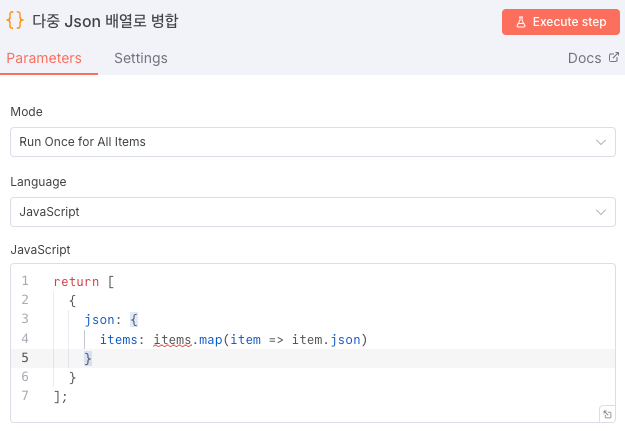 {} 다중 Json 배열로 병합
Execute step
Parameters Settings Docs
Mode
Run Once for All Items
Language
JavaScript
JavaScript
1 return [
2   {
3     json: {
4       items: items.map(item => item.json)
5     }
6   }
7 ];